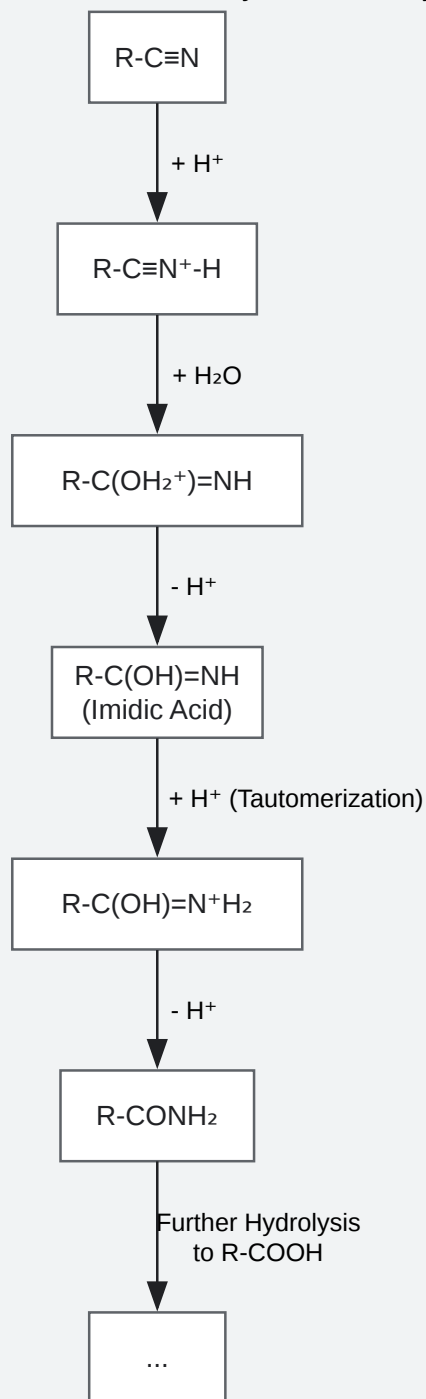 R-C≡N
+ H⁺
R-C≡N⁺-H
+ H₂O
R-C(OH₂⁺)=NH
- H⁺
R-C(OH)=NH
(Imidic Acid)
+ H⁺ (Tautomerization)
R-C(OH)=N⁺H₂
- H⁺
R-CONH₂
Further Hydrolysis
to R-COOH
...